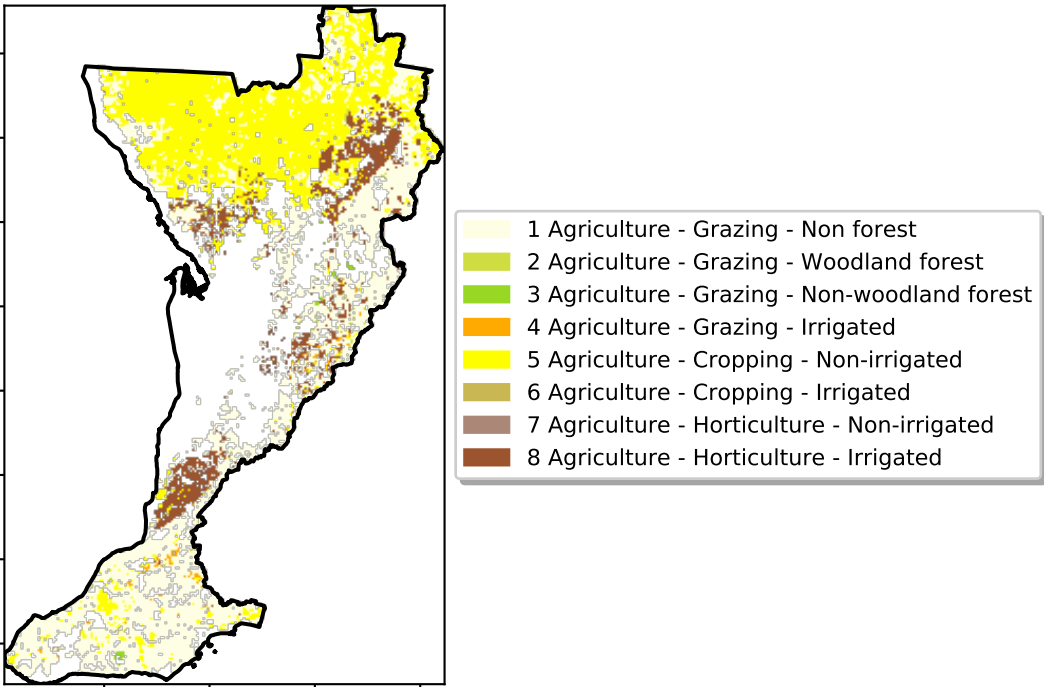 1 Agriculture - Grazing - Non forest
2 Agriculture - Grazing - Woodland forest
3 Agriculture - Grazing - Non-woodland forest
4 Agriculture - Grazing - Irrigated
5 Agriculture - Cropping - Non-irrigated
6 Agriculture - Cropping - Irrigated
7 Agriculture - Horticulture - Non-irrigated
8 Agriculture - Horticulture - Irrigated